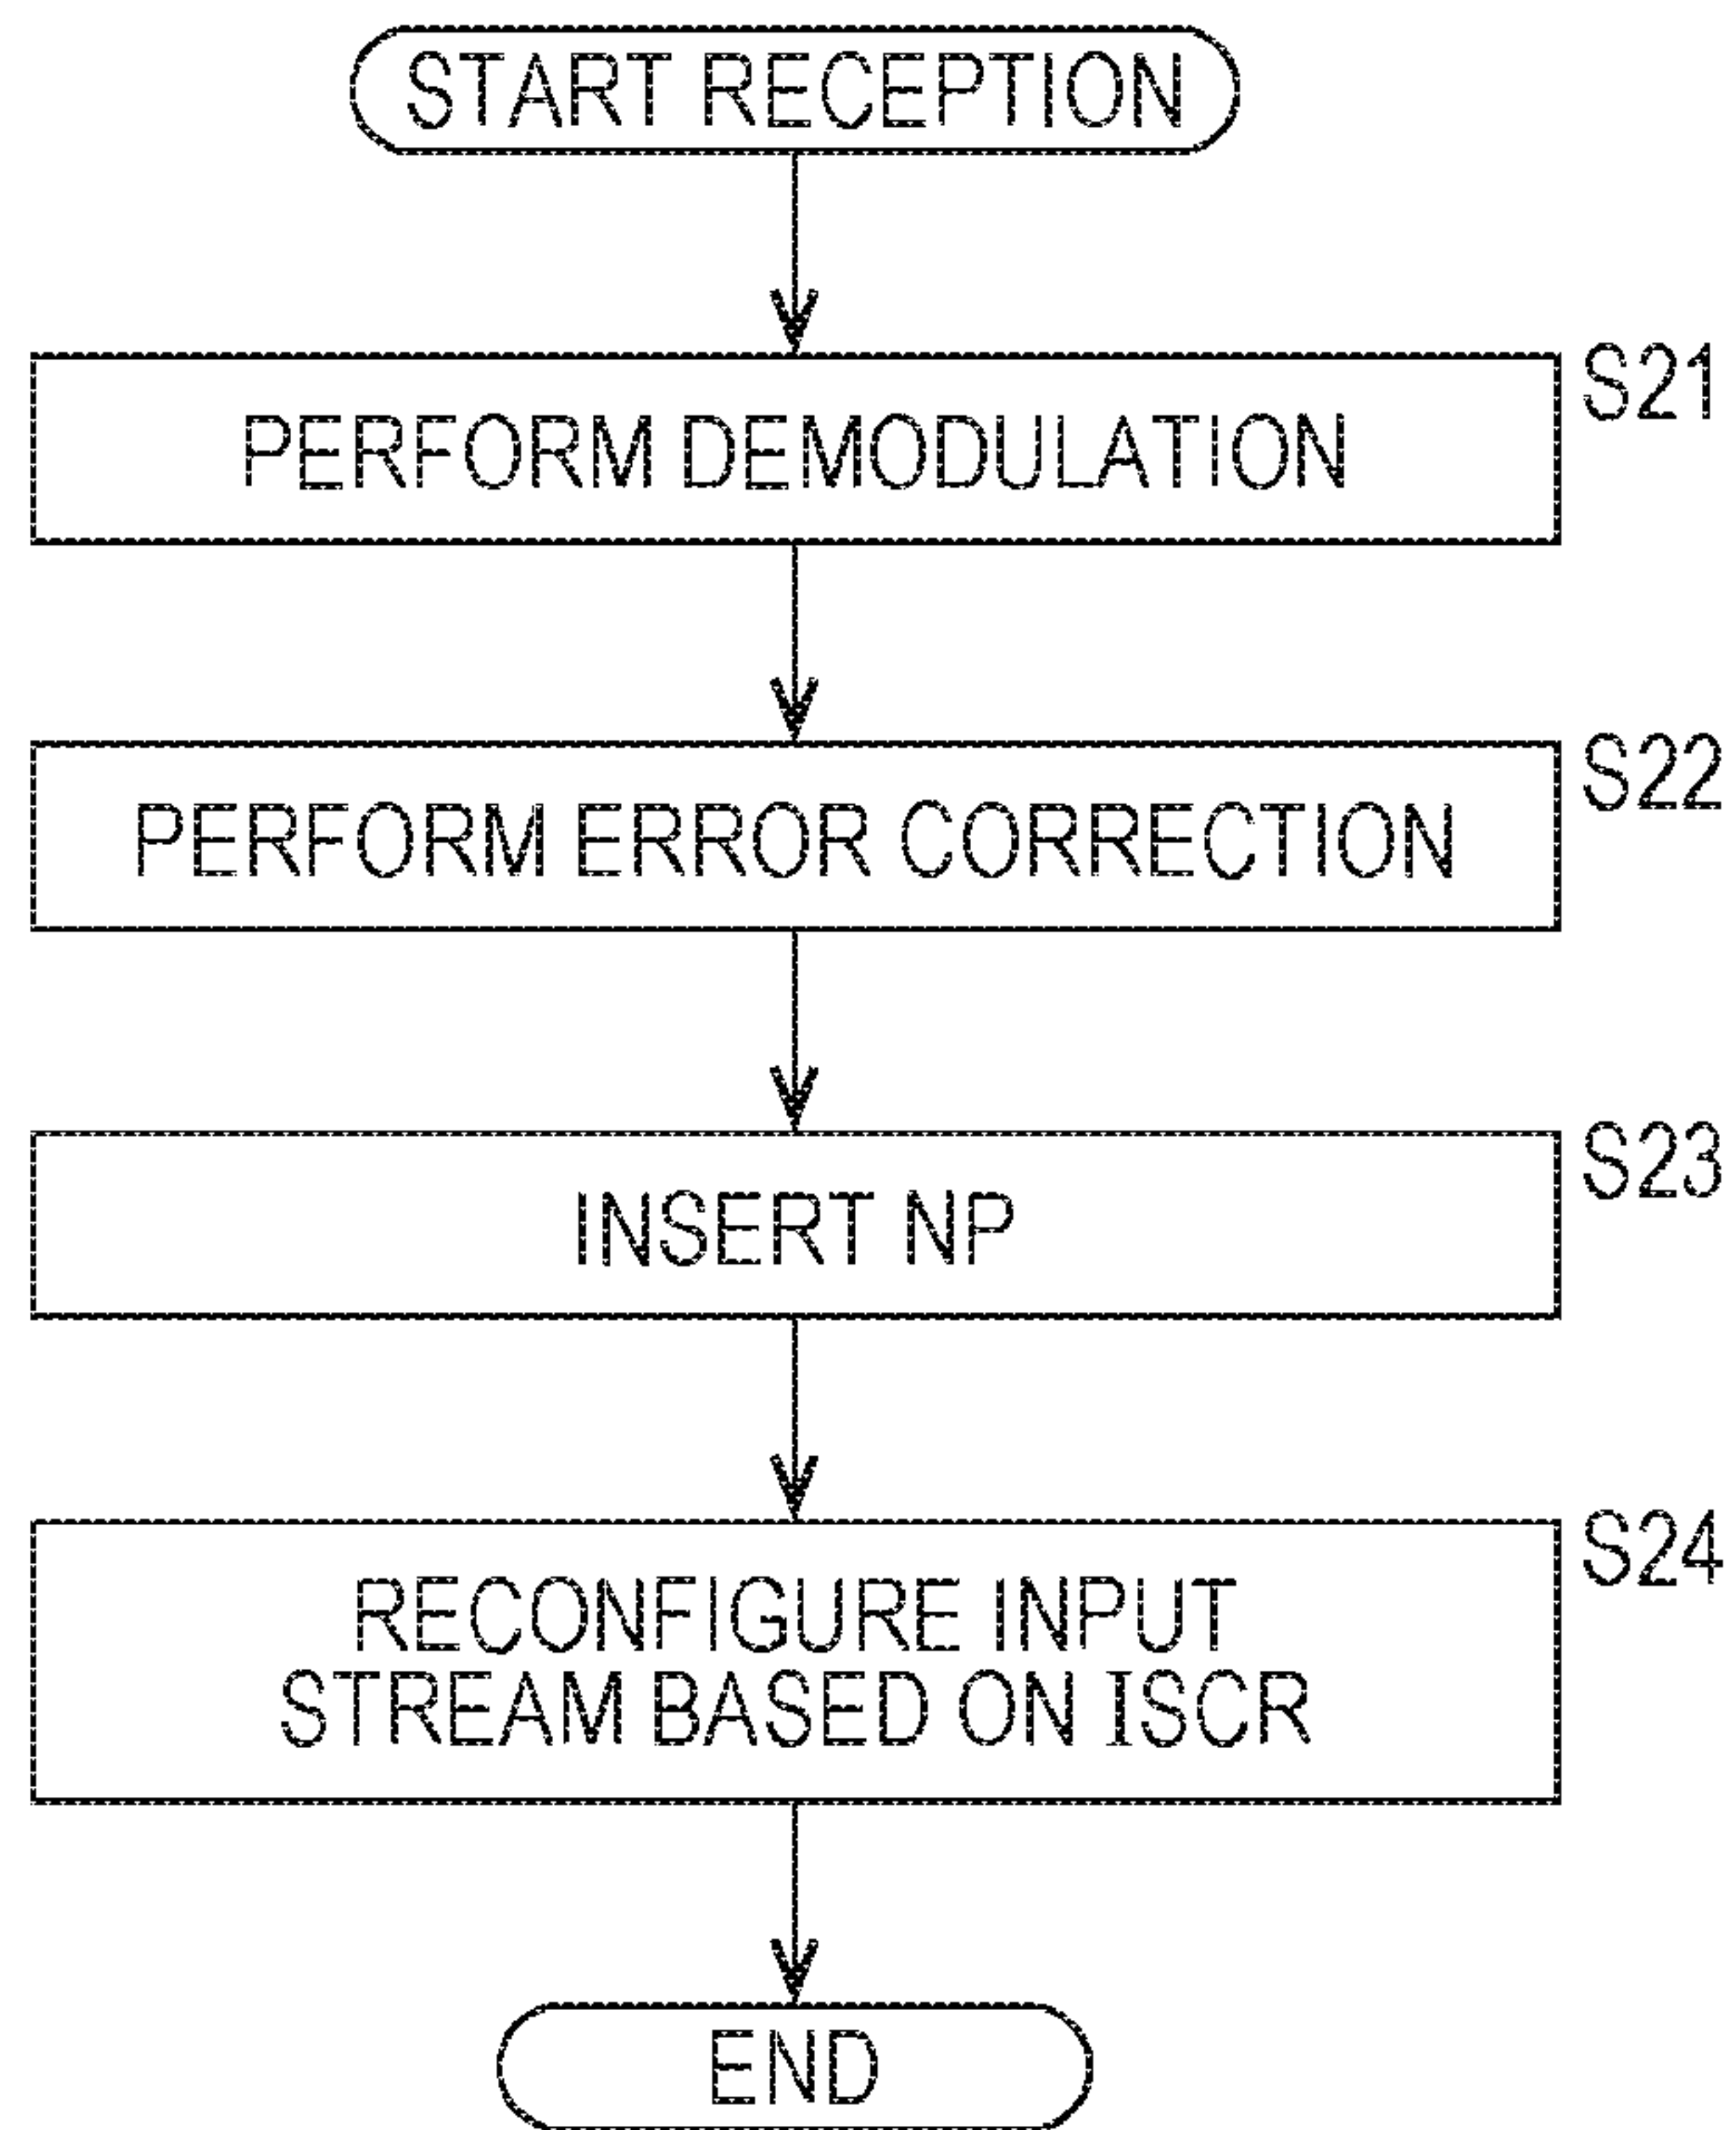 START RECEPTION
S21
PERFORM DEMODULATION
S22
PERFORM ERROR CORRECTION
S23
INSERT NP
S24
RECONFIGURE INPUT
STREAM BASED ON ISCR
END